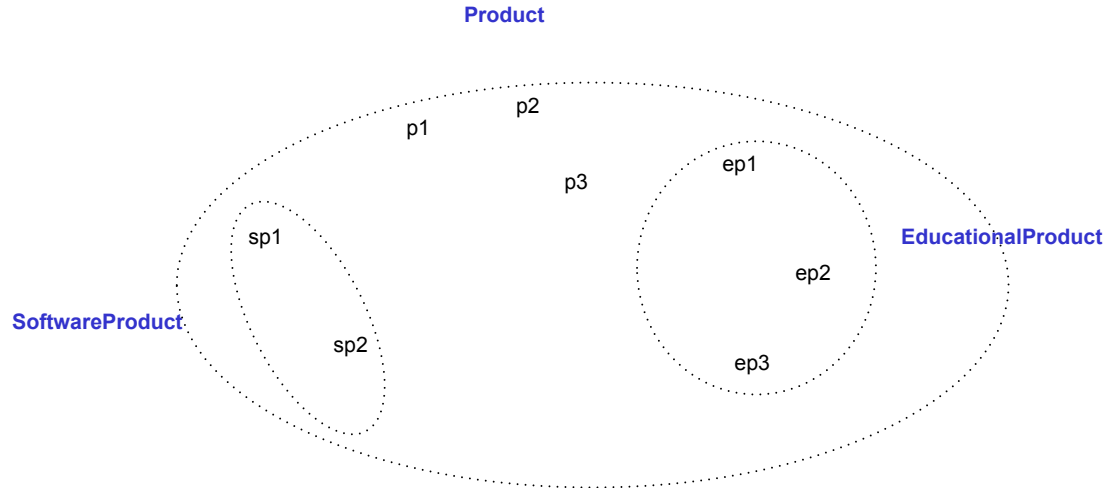 Product
p2
p1
ep1
p3
sp1
EducationalProduct
ep2
SoftwareProduct
sp2
ep3